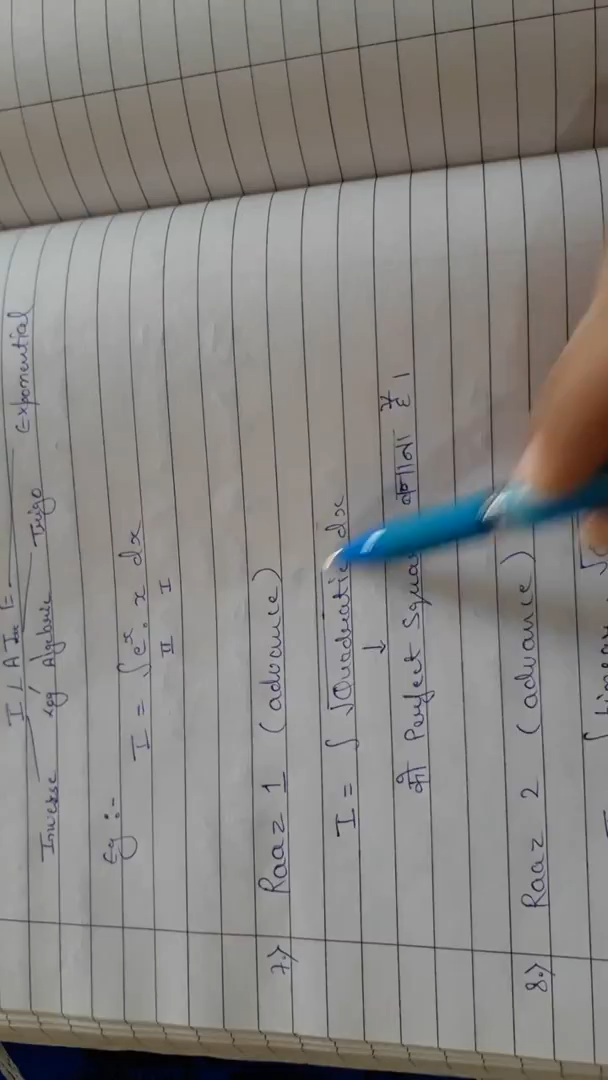 I L A T E
Inverse Log Algebric Trigo Exponential
Eg :- I = ∫ eˣ. x dx
II I
7.) Raaz 1 (advance)
I = ∫ √Quadratic dx
↓
को Perfect Square बनाना है ।
8.) Raaz 2 (advance)